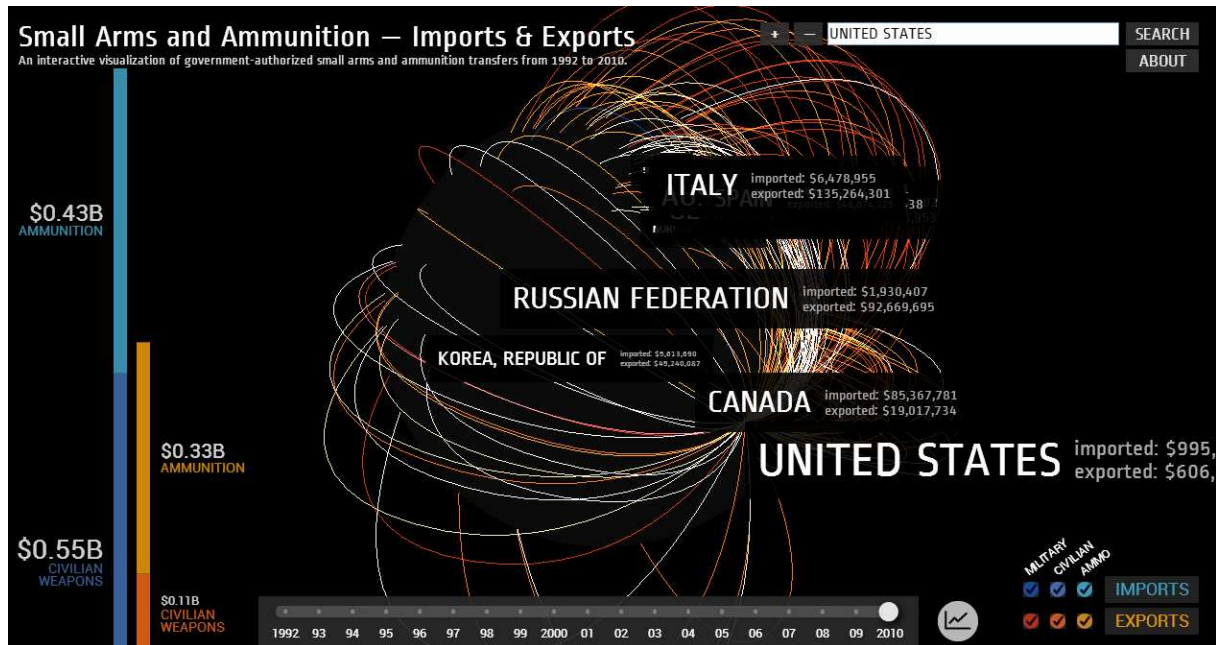 Small Arms and Ammunition — Imports & Exports
An interactive visualization of government-authorized small arms and ammunition transfers from 1992 to 2010.
+
—
UNITED STATES
SEARCH
ABOUT
ITALY
imported: $6,478,955
exported: $135,264,301
SPAIN
$0.43B
AMMUNITION
RUSSIAN FEDERATION
imported: $1,930,407
exported: $92,669,695
KOREA, REPUBLIC OF
CANADA
imported: $85,367,781
exported: $19,017,734
UNITED STATES
imported: $995,
exported: $606,
$0.33B
AMMUNITION
$0.55B
CIVILIAN
WEAPONS
$0.11B
CIVILIAN
WEAPONS
MILITARY
CIVILIAN
AMMO
IMPORTS
EXPORTS
1992 93 94 95 96 97 98 99 2000 01 02 03 04 05 06 07 08 09 2010